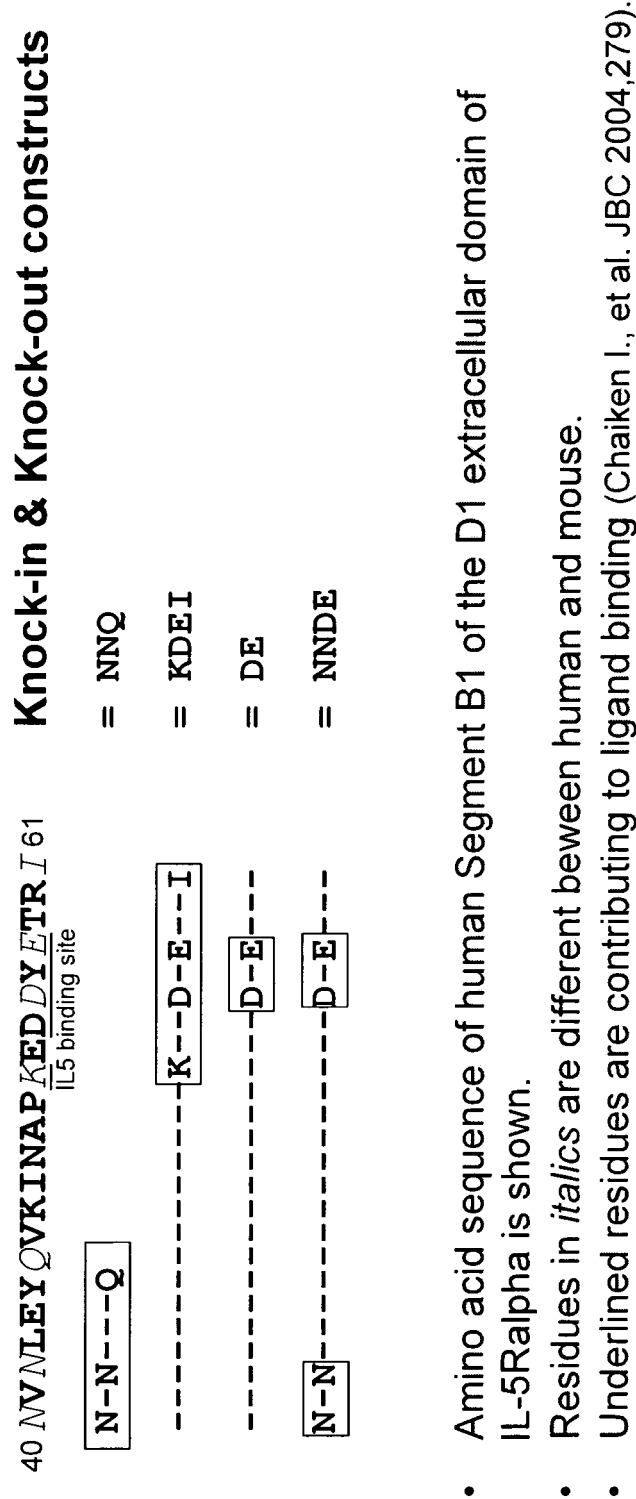 40 NVNLEYQVKINAPKEDDYETRI 61 Knock-in & Knock-out constructs
IL5 binding site
N-N---Q = NNQ
-------------K--D-E--I = KDEI
----------------D-E--- = DE
N-N-------------D-E--- = NNDE
• Amino acid sequence of human Segment B1 of the D1 extracellular domain of
IL-5Ralpha is shown.
• Residues in italics are different beween human and mouse.
• Underlined residues are contributing to ligand binding (Chaiken I., et al. JBC 2004,279).